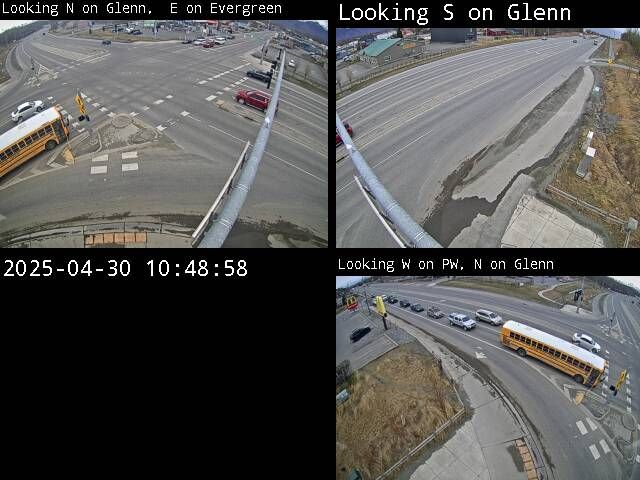 Looking N on Glenn,  E on Evergreen
Looking S on Glenn
2025-04-30 10:48:58
Looking W on PW, N on Glenn